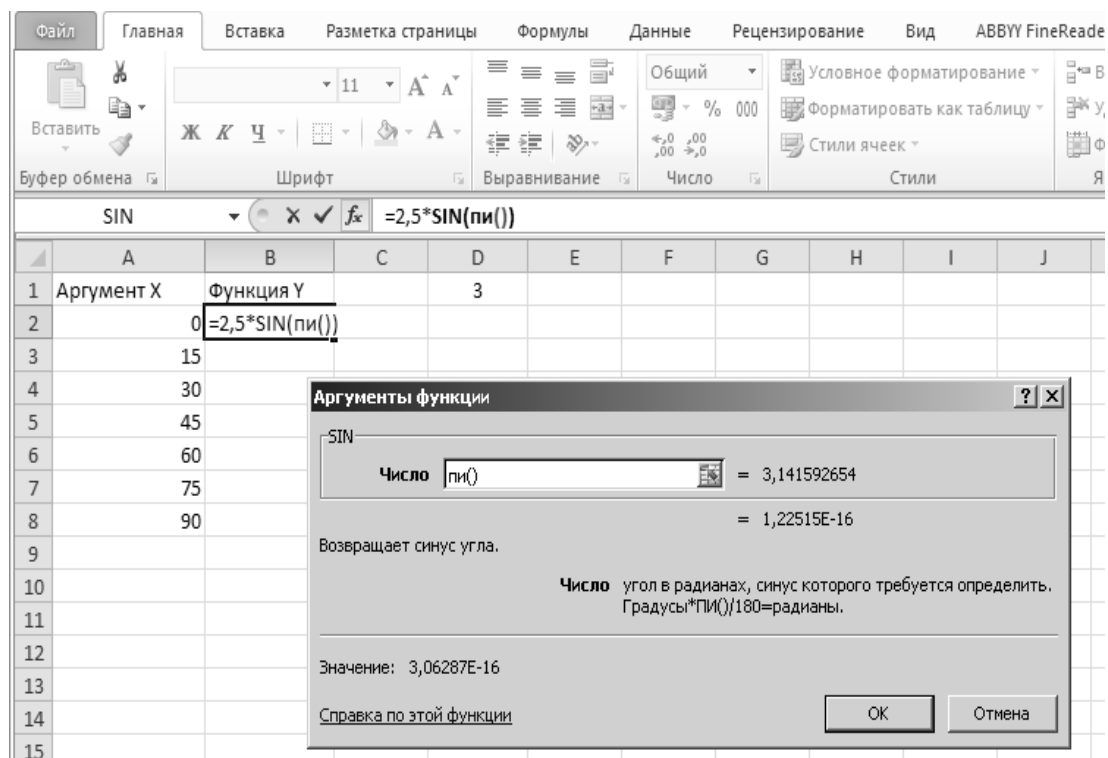 Файл Главная Вставка Разметка страницы Формулы Данные Рецензирование Вид ABBYY FineReade
11 А А Общий Условное форматирование В
Вставить Ж К Ч А % 000 Форматировать как таблицу У
,0 ,00 ,00 ,0 Стили ячеек Ф
Буфер обмена Шрифт Выравнивание Число Стили Я
SIN fx =2,5*SIN(пи())
A B C D E F G H I J
1 Аргумент X Функция Y 3
2 0 =2,5*SIN(пи())
3 15
4 30
5 45
6 60
7 75
8 90
9
10
11
12
13
14
15
Аргументы функции ? X
SIN
Число пи() = 3,141592654
= 1,22515E-16
Возвращает синус угла.
Число угол в радианах, синус которого требуется определить.
Градусы*ПИ()/180=радианы.
Значение: 3,06287E-16
Справка по этой функции ОК Отмена